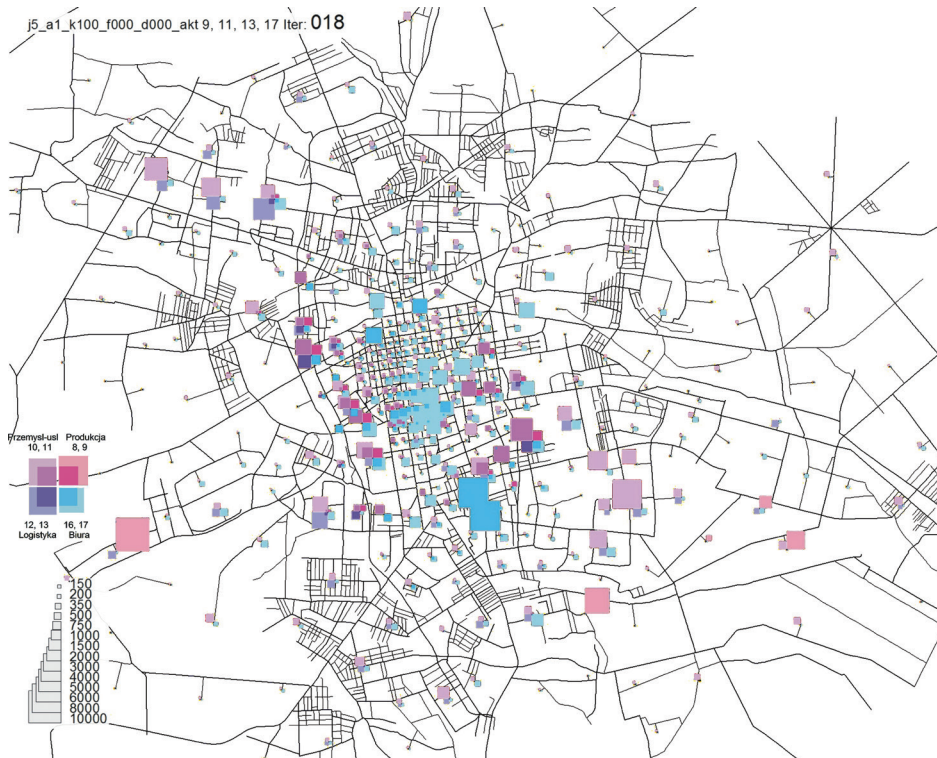 j5_a1_k100_f000_d000_akt 9, 11, 13, 17 Iter: 018
Przemysl-usl Produkcja
10, 11 8, 9
12, 13 16, 17
Logistyka Biura
150
200
350
500
750
1000
1500
2000
3000
4000
5000
6000
8000
10000